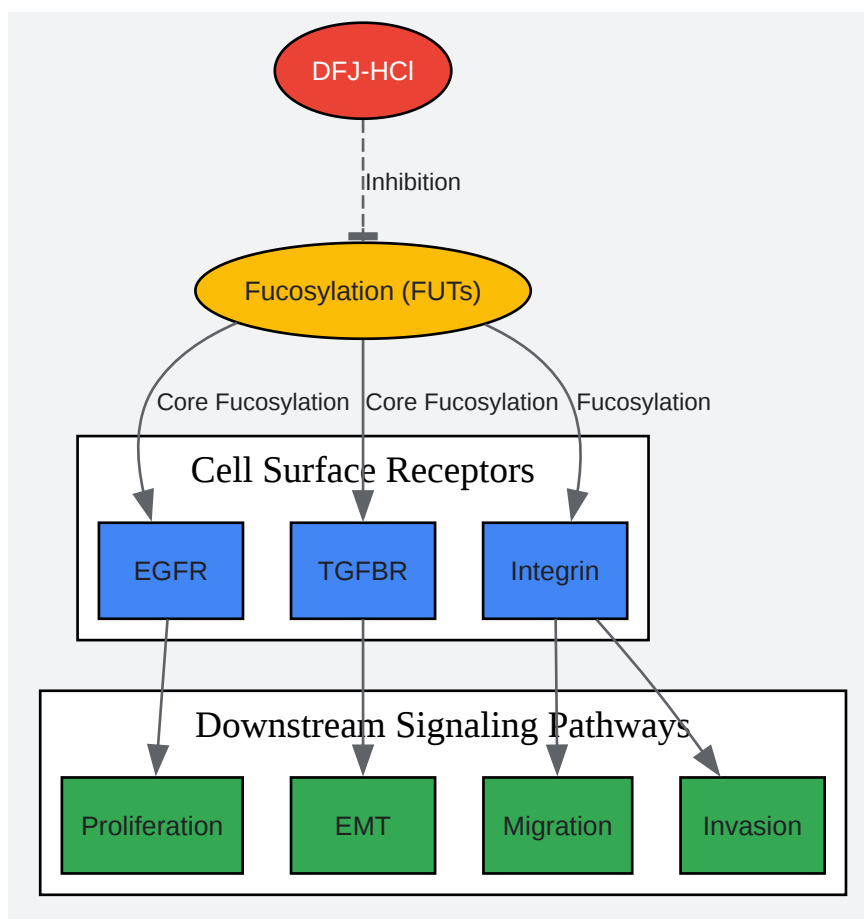 DFJ-HCl
Inhibition
Fucosylation (FUTs)
Core Fucosylation
Core Fucosylation
Fucosylation
Cell Surface Receptors
EGFR
TGFBR
Integrin
Downstream Signaling Pathways
Proliferation
EMT
Migration
Invasion